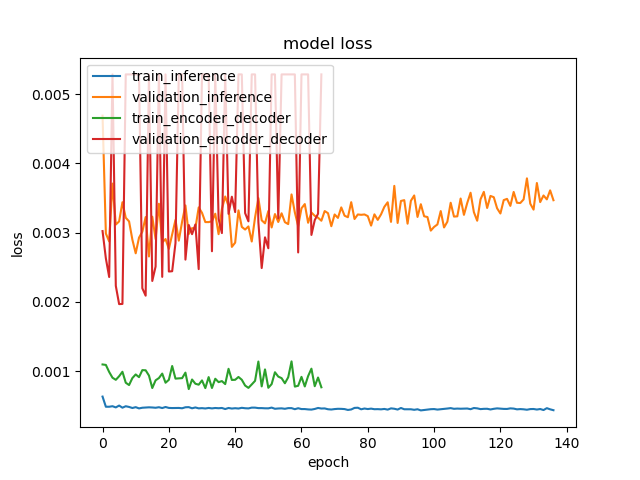 model loss
train_inference
validation_inference
train_encoder_decoder
validation_encoder_decoder
loss
0.005
0.004
0.003
0.002
0.001
0 20 40 60 80 100 120 140
epoch